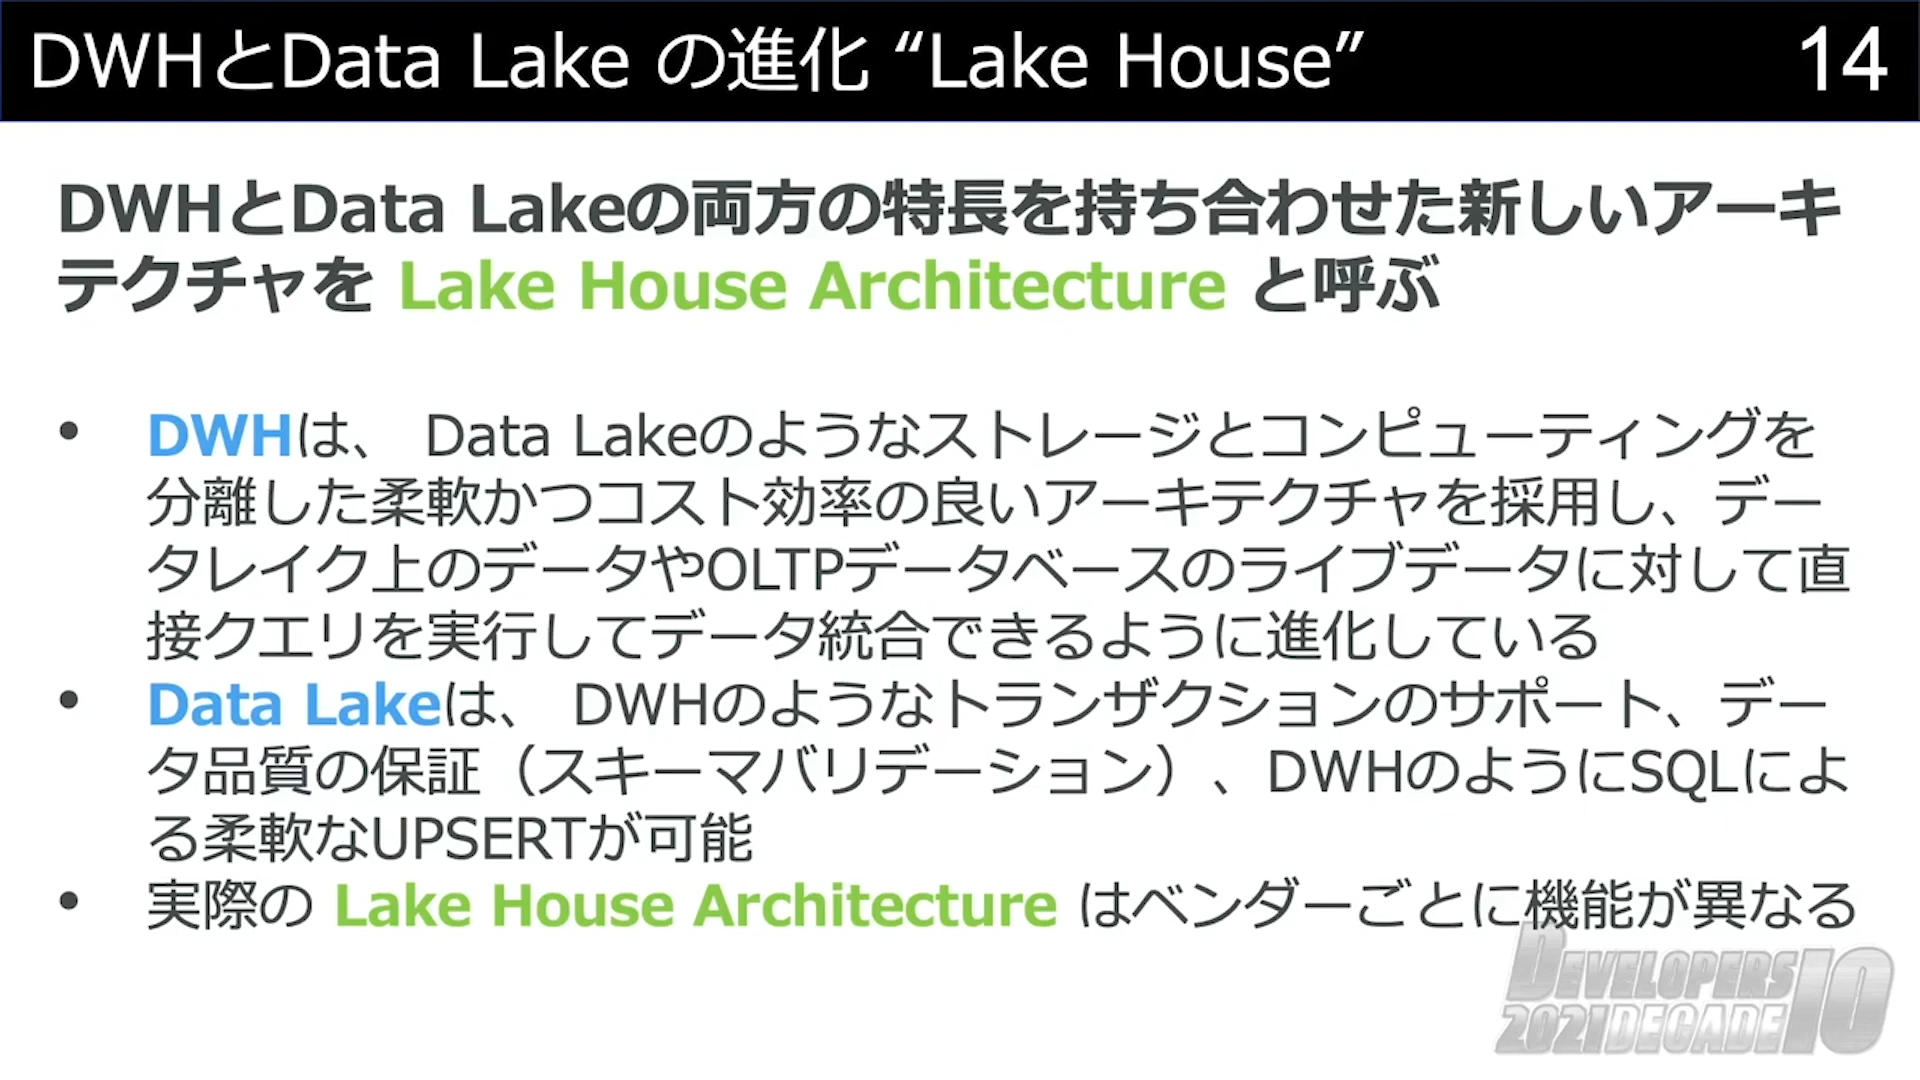 DWHとData Lake の進化 “Lake House”
14
DWHとData Lakeの両方の特長を持ち合わせた新しいアーキ
テクチャを Lake House Architecture と呼ぶ
• DWHは、 Data Lakeのようなストレージとコンピューティングを
分離した柔軟かつコスト効率の良いアーキテクチャを採用し、デー
タレイク上のデータやOLTPデータベースのライブデータに対して直
接クエリを実行してデータ統合できるように進化している
• Data Lakeは、 DWHのようなトランザクションのサポート、デー
タ品質の保証（スキーマバリデーション）、DWHのようにSQLによ
る柔軟なUPSERTが可能
• 実際の Lake House Architecture はベンダーごとに機能が異なる
DEVELOPERS
2021 DECADE 10